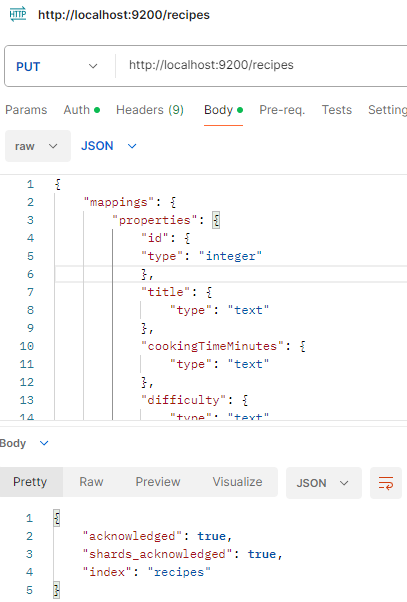 HTTP http://localhost:9200/recipes
PUT http://localhost:9200/recipes
Params Auth Headers (9) Body Pre-req. Tests Setting
raw JSON
1 {
2 "mappings": {
3 "properties": {
4 "id": {
5 "type": "integer"
6 },
7 "title": {
8 "type": "text"
9 },
10 "cookingTimeMinutes": {
11 "type": "text"
12 },
13 "difficulty": {
14 "type": "text"
Body
Pretty Raw Preview Visualize JSON
1 {
2 "acknowledged": true,
3 "shards_acknowledged": true,
4 "index": "recipes"
5 }